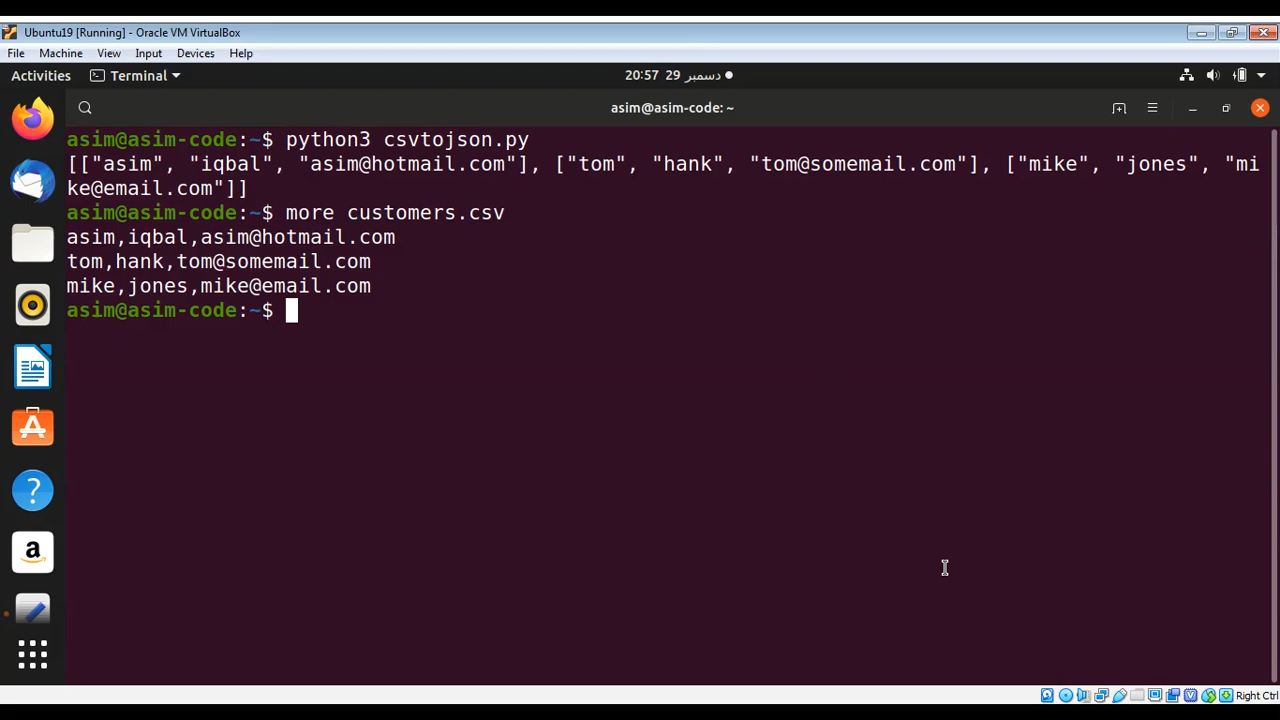 Ubuntu19 [Running] - Oracle VM VirtualBox
File Machine View Input Devices Help
Activities Terminal 20:57 29 دسمبر
asim@asim-code: ~
asim@asim-code:~$ python3 csvtojson.py
[["asim", "iqbal", "asim@hotmail.com"], ["tom", "hank", "tom@somemail.com"], ["mike", "jones", "mi
ke@email.com"]]
asim@asim-code:~$ more customers.csv
asim,iqbal,asim@hotmail.com
tom,hank,tom@somemail.com
mike,jones,mike@email.com
asim@asim-code:~$
Right Ctrl